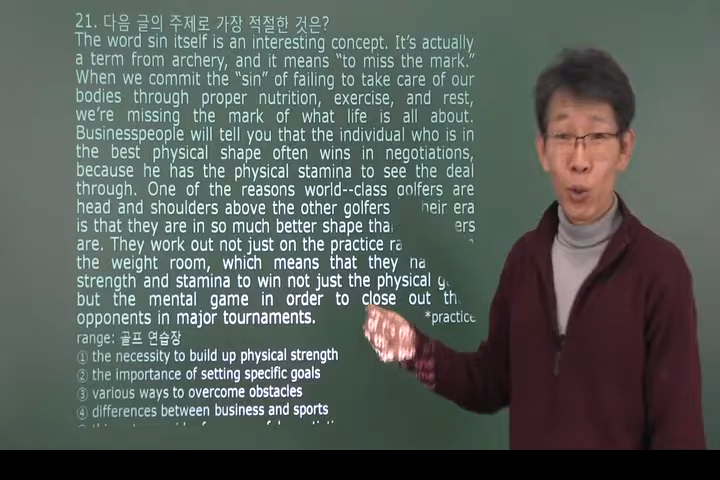 21. 다음 글의 주제로 가장 적절한 것은?
The word sin itself is an interesting concept. It's actually
a term from archery, and it means "to miss the mark."
When we commit the "sin" of failing to take care of our
bodies through proper nutrition, exercise, and rest,
we're missing the mark of what life is all about.
Businesspeople will tell you that the individual who is in
the best physical shape often wins in negotiations,
because he has the physical stamina to see the deal
through. One of the reasons world--class golfers are
head and shoulders above the other golfers era
is that they are in so much better shape
are. They work out not just on the practice
the weight room, which means that they
strength and stamina to win not just the physical
but the mental game in order to close out
opponents in major tournaments. *practice
range: 골프 연습장
① the necessity to build up physical strength
② the importance of setting specific goals
③ various ways to overcome obstacles
④ differences between business and sports